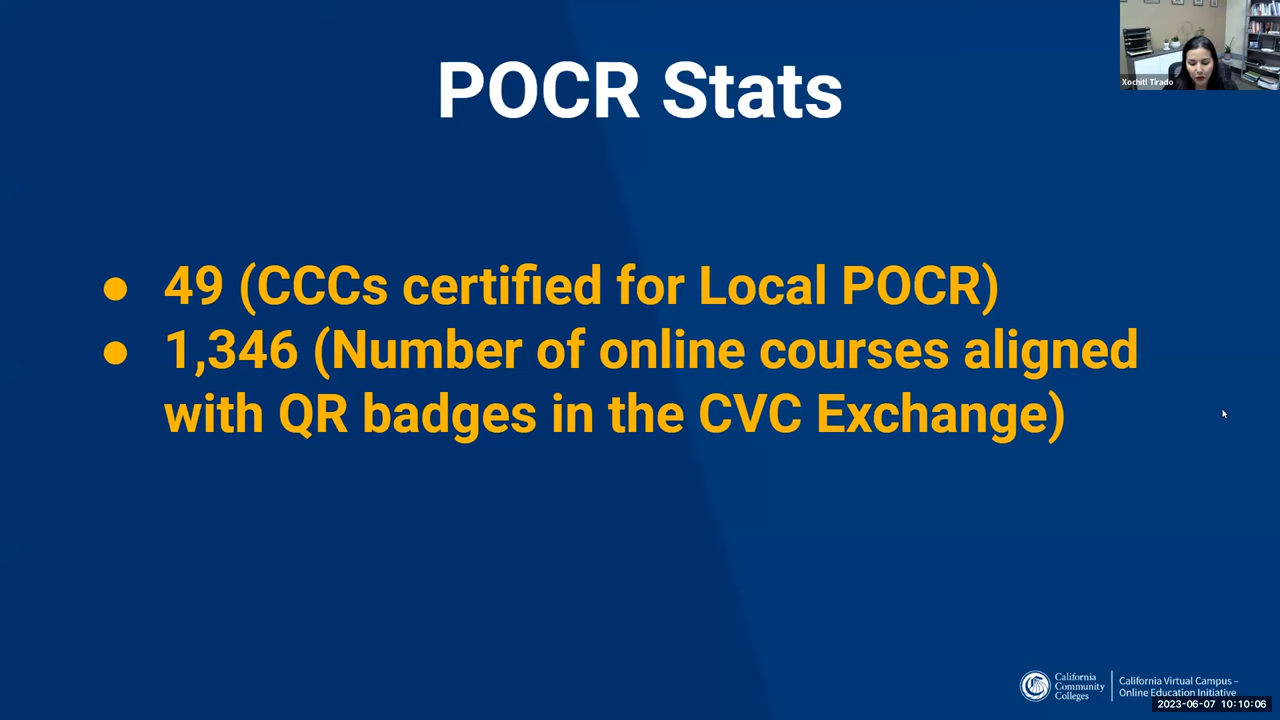 POCR Stats
Xochitl Tirado
● 49 (CCCs certified for Local POCR)
● 1,346 (Number of online courses aligned
with QR badges in the CVC Exchange)
California
Community
Colleges
California Virtual Campus –
Online Education Initiative
2023-06-07 10:10:06